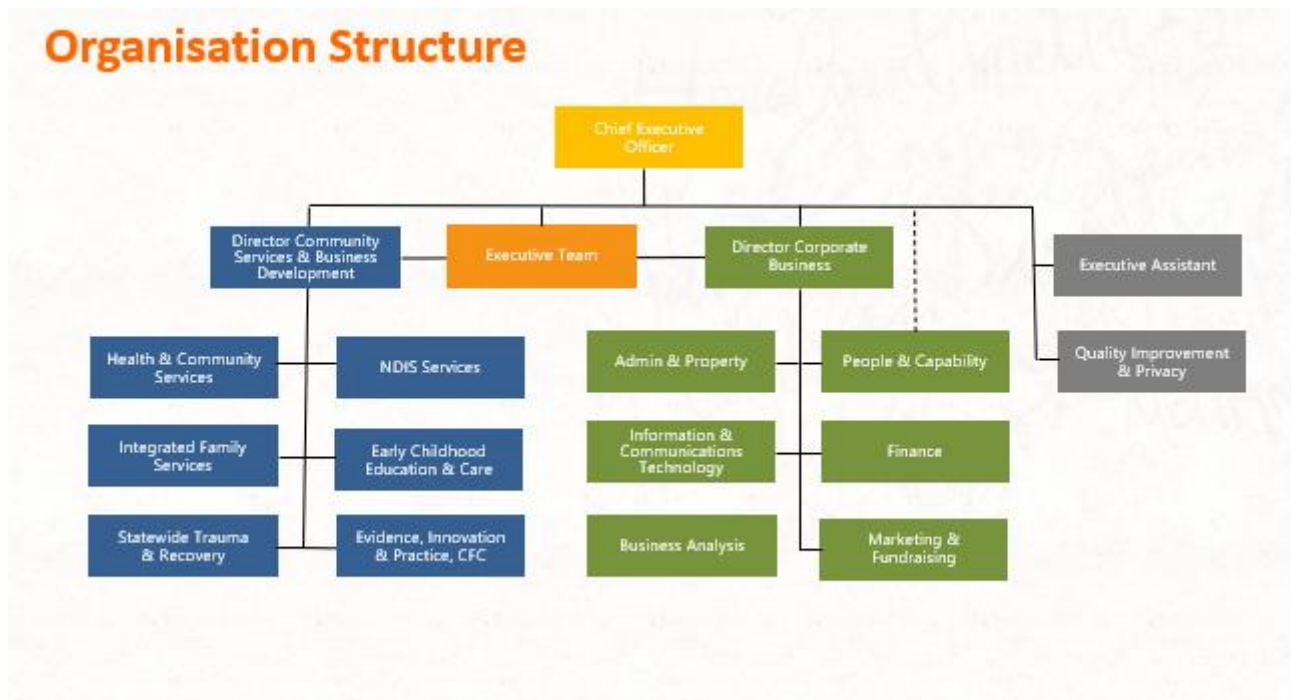 Organisation Structure
Chief Executive
Officer
Director Community
Services & Business
Development
Executive Team
Director Corporate
Business
Executive Assistant
Health & Community
Services
NDIS Services
Admin & Property
People & Capability
Quality Improvement
& Privacy
Integrated Family
Services
Early Childhood
Education & Care
Information &
Communications
Technology
Finance
Statewide Trauma
& Recovery
Evidence, Innovation
& Practice, CFC
Business Analysis
Marketing &
Fundraising